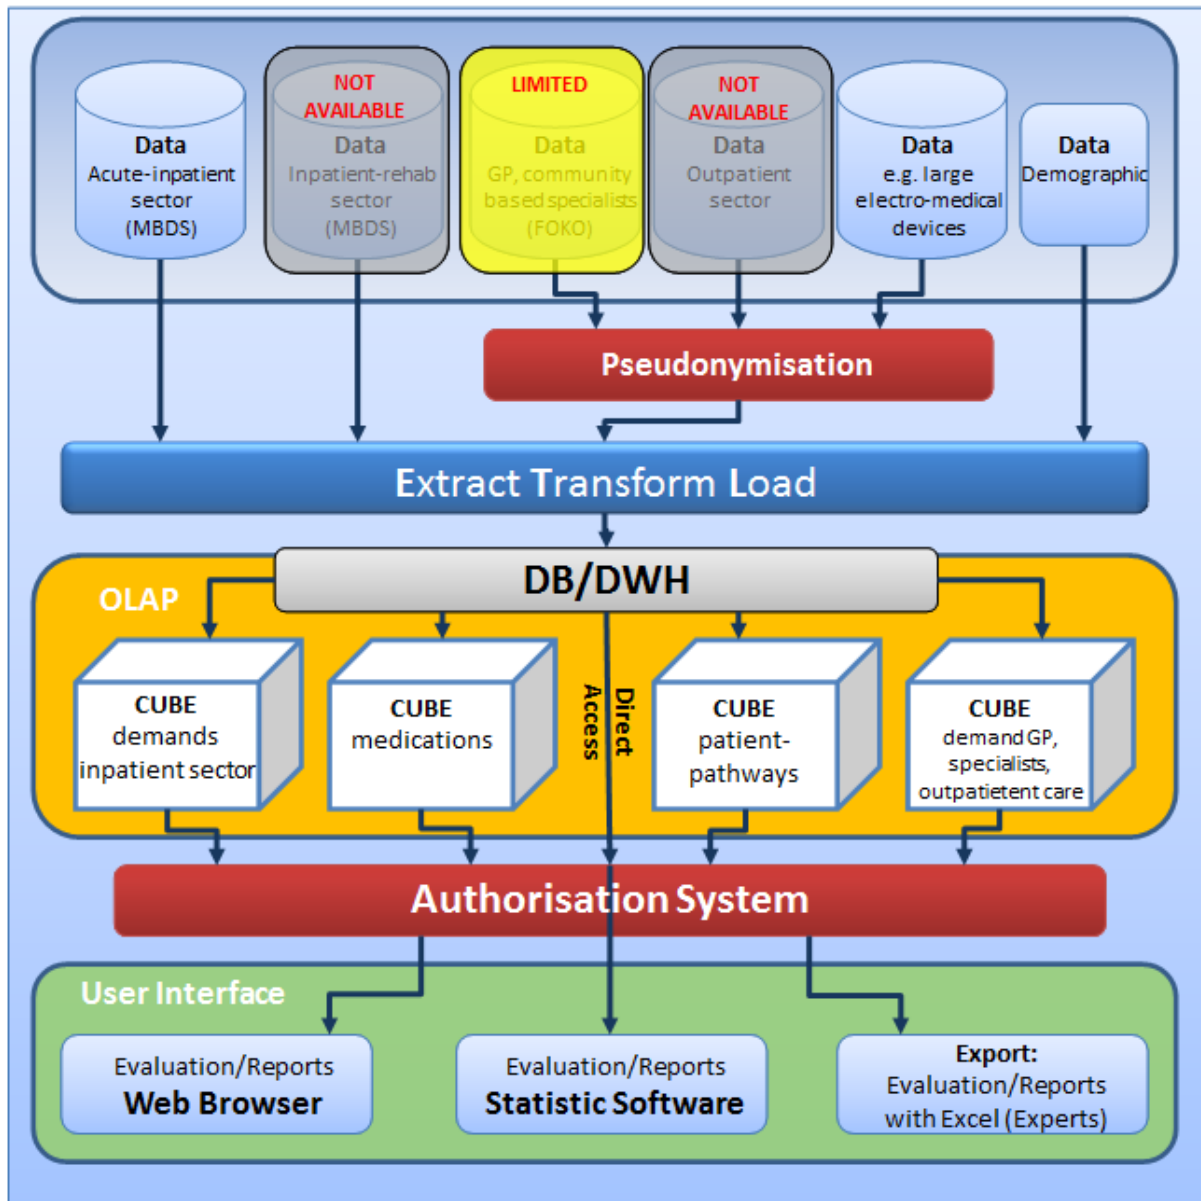 Data
Acute-inpatient
sector
(MBDS)
NOT
AVAILABLE
Data
Inpatient-rehab
sector
(MBDS)
LIMITED
Data
GP, community
based specialists
(FOKO)
NOT
AVAILABLE
Data
Outpatient
sector
Data
e.g. large
electro-medical
devices
Data
Demographic
Pseudonymisation
Extract Transform Load
DB/DWH
OLAP
CUBE
demands
inpatient sector
CUBE
medications
Direct
Access
CUBE
patient-
pathways
CUBE
demand GP,
specialists,
outpatietent care
Authorisation System
User Interface
Evaluation/Reports
Web Browser
Evaluation/Reports
Statistic Software
Export:
Evaluation/Reports
with Excel (Experts)